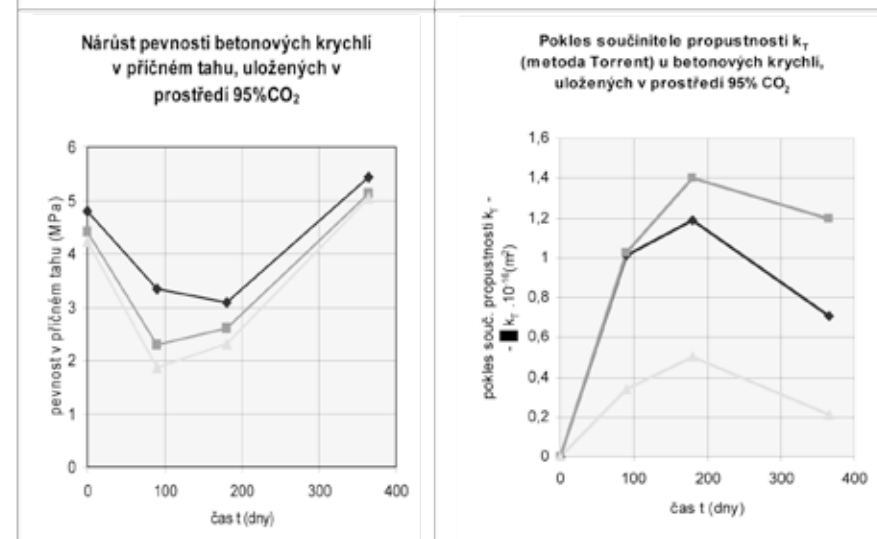 Nárůst pevnosti betonových krychlí
v příčném tahu, uložených v
prostředí 95%CO₂
6
5
4
3
2
1
0
pevnost v příčném tahu (MPa)
0 100 200 300 400
čas t (dny)
Pokles součinitele propustnosti k_T
(metoda Torrent) u betonových krychlí,
uložených v prostředí 95% CO₂
1,6
1,4
1,2
1
0,8
0,6
0,4
0,2
0
pokles souč. propustnosti k_T -
- k_T .10⁻¹⁶(m²)
0 100 200 300 400
čas t (dny)